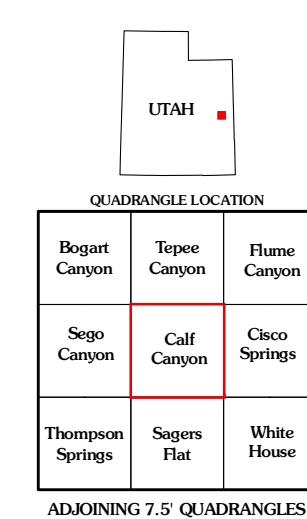 UTAH
QUADRANGLE LOCATION
Bogart
Canyon
Tepee
Canyon
Flume
Canyon
Sego
Canyon
Calf
Canyon
Cisco
Springs
Thompson
Springs
Sagers
Flat
White
House
ADJOINING 7.5' QUADRANGLES